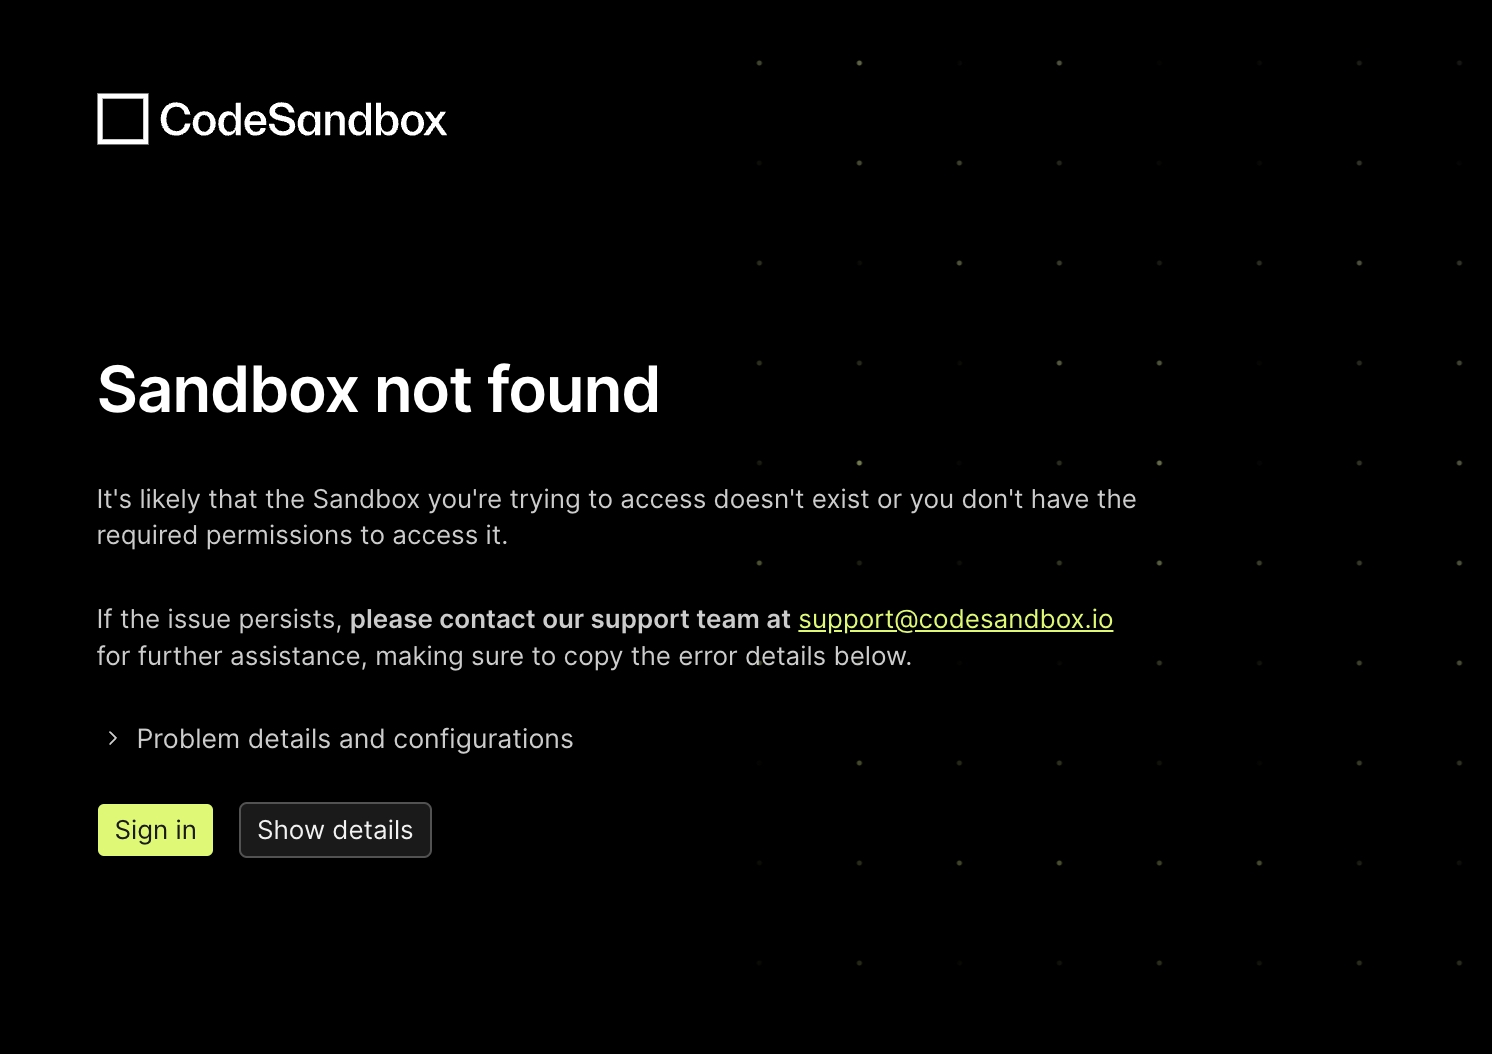 CodeSandbox
Sandbox not found
It's likely that the Sandbox you're trying to access doesn't exist or you don't have the
required permissions to access it.
If the issue persists, please contact our support team at support@codesandbox.io
for further assistance, making sure to copy the error details below.
Problem details and configurations
Sign in
Show details